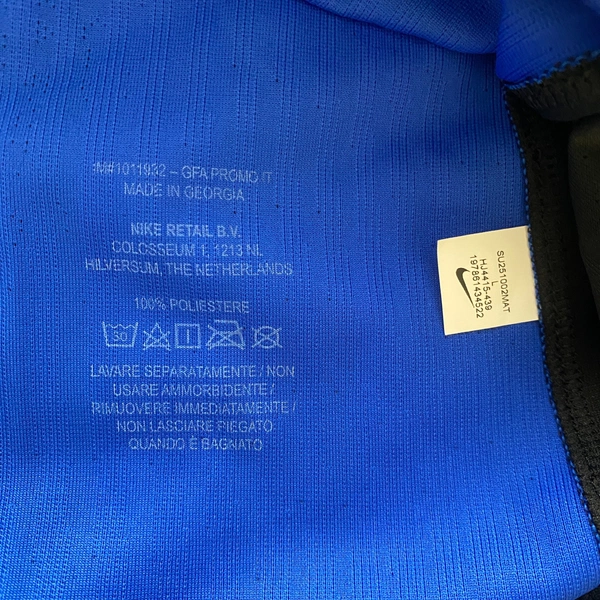 :M#1011932 – GFA PROMO IT
MADE IN GEORGIA
NIKE RETAIL B.V.
COLOSSEUM 1, 1213 NL
HILVERSUM, THE NETHERLANDS
100% POLIESTERE
30
LAVARE SEPARATAMENTE / NON
USARE AMMORBIDENTE /
RIMUOVERE IMMEDIATAMENTE /
NON LASCIARE PIEGATO
QUANDO È BAGNATO
SU251002MAT
HJ4415-439
L
197861434522